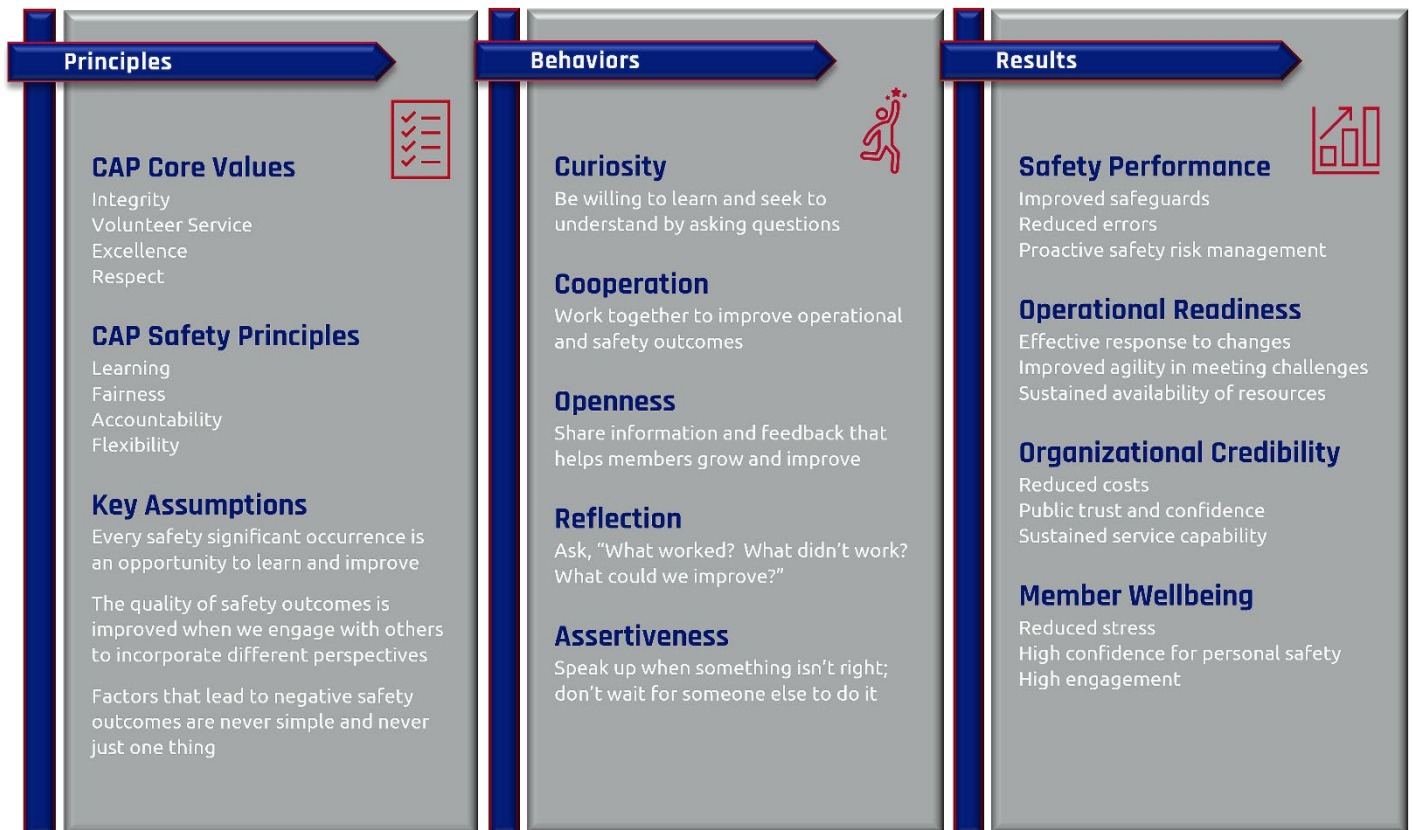 Principles
CAP Core Values
Integrity
Volunteer Service
Excellence
Respect
CAP Safety Principles
Learning
Fairness
Accountability
Flexibility
Key Assumptions
Every safety significant occurrence is
an opportunity to learn and improve
The quality of safety outcomes is
improved when we engage with others
to incorporate different perspectives
Factors that lead to negative safety
outcomes are never simple and never
just one thing
Behaviors
Curiosity
Be willing to learn and seek to
understand by asking questions
Cooperation
Work together to improve operational
and safety outcomes
Openness
Share information and feedback that
helps members grow and improve
Reflection
Ask, “What worked?  What didn’t work?
What could we improve?”
Assertiveness
Speak up when something isn’t right;
don’t wait for someone else to do it
Results
Safety Performance
Improved safeguards
Reduced errors
Proactive safety risk management
Operational Readiness
Effective response to changes
Improved agility in meeting challenges
Sustained availability of resources
Organizational Credibility
Reduced costs
Public trust and confidence
Sustained service capability
Member Wellbeing
Reduced stress
High confidence for personal safety
High engagement